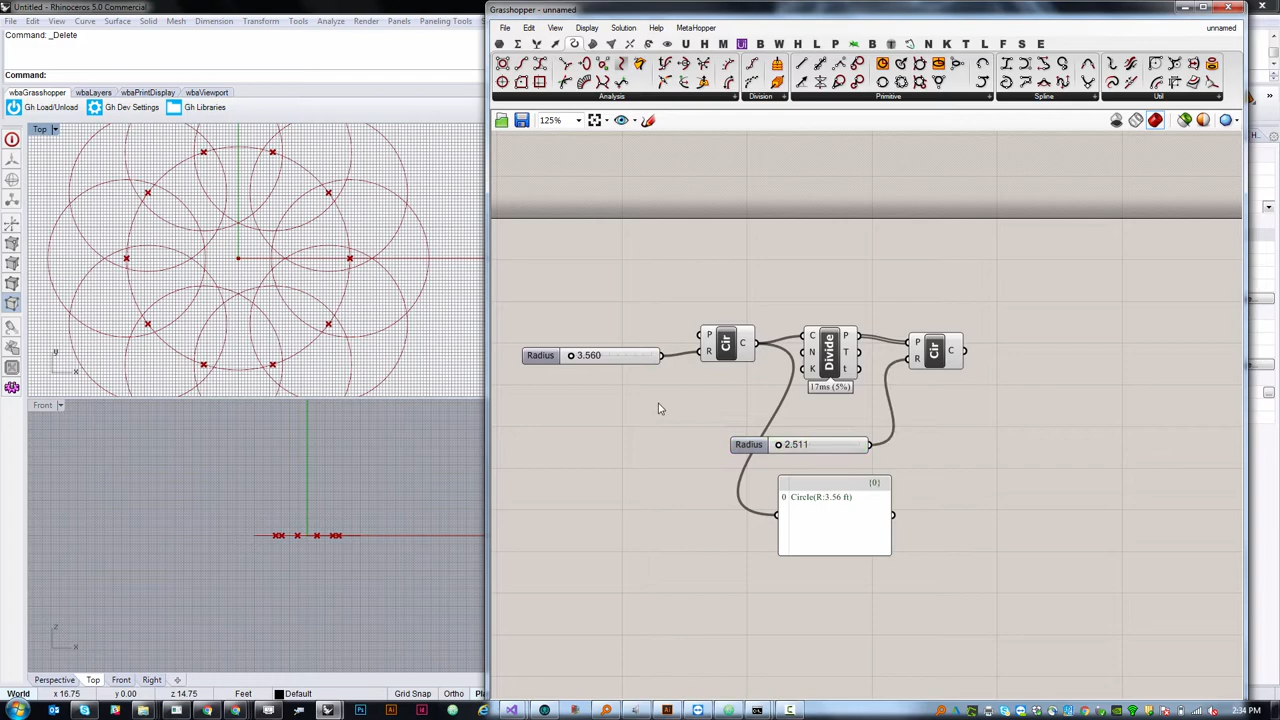 Untitled - Rhinoceros 5.0 Commercial
File Edit View Curve Surface Solid Mesh Dimension Transform Tools Analyze Render Panels Paneling Tools
Command: _Delete
Command:
wbaGrasshopper wbaLayers wbaPrintDisplay wbaViewport
Gh Load/Unload Gh Dev Settings Gh Libraries
Top
y
x
Front
z
x
Perspective Top Front Right
World x 16.75 y 0.00 z 14.75 Feet Default Grid Snap Ortho
Grasshopper - unnamed
File Edit View Display Solution Help MetaHopper unnamed
U H M U B W H L P B T N K T L F S E
Analysis Division Primitive Spline Util
125%
Radius 3.560
P
R
Cir
C
C
N
K
Divide
P
T
t
17ms (5%)
P
R
Cir
C
Radius 2.511
{0}
0 Circle(R:3.56 ft)
2:34 PM